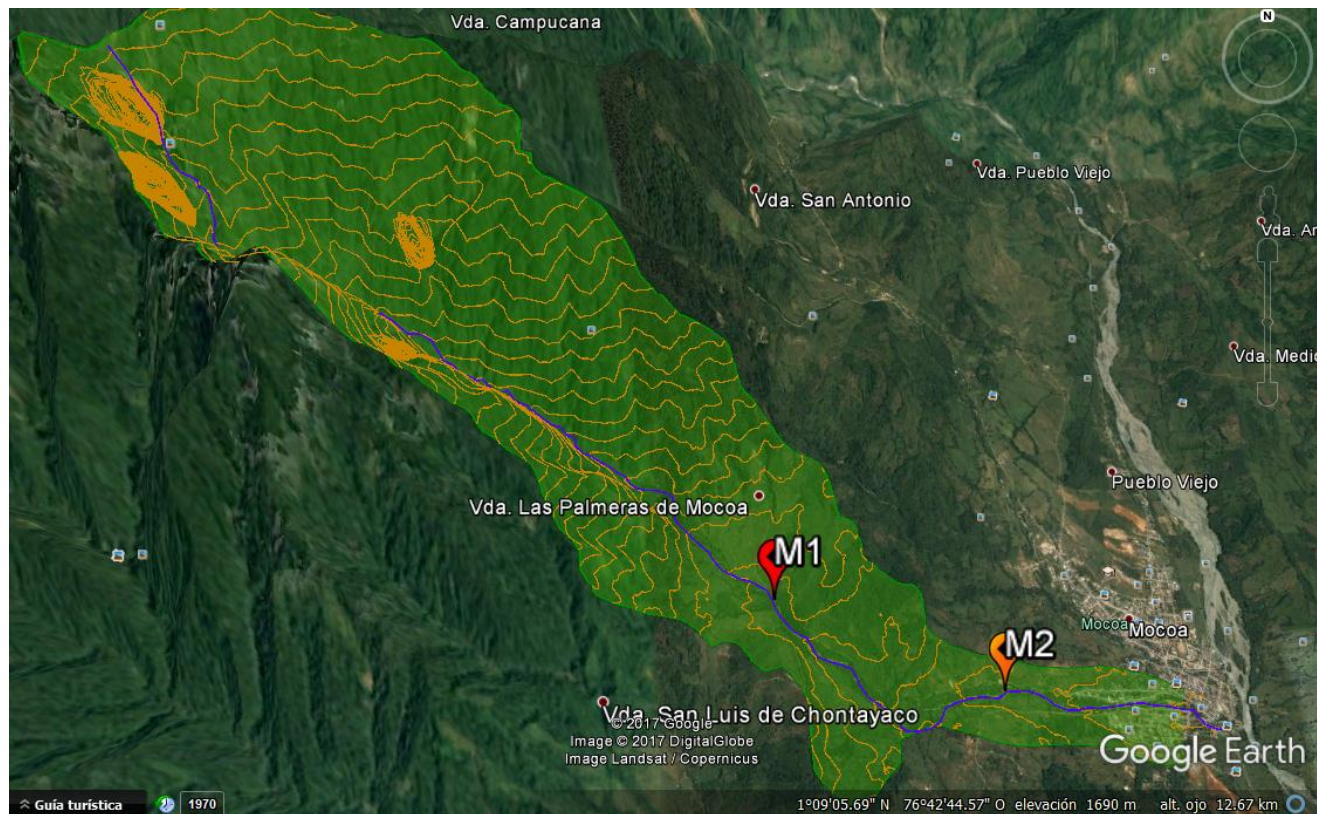 Vda. Campucana
N
Vda. Pueblo Viejo
Vda. San Antonio
Vda. Ar
Vda. Medio
Pueblo Viejo
Vda. Las Palmeras de Mocoa
M1
Mocoa
Mocoa
M2
Vda. San Luis de Chontayaco
© 2017 Google
Image © 2017 DigitalGlobe
Image Landsat / Copernicus
Google Earth
Guía turística
1970
1°09'05.69" N 76°42'44.57" O elevación 1690 m alt. ojo 12.67 km